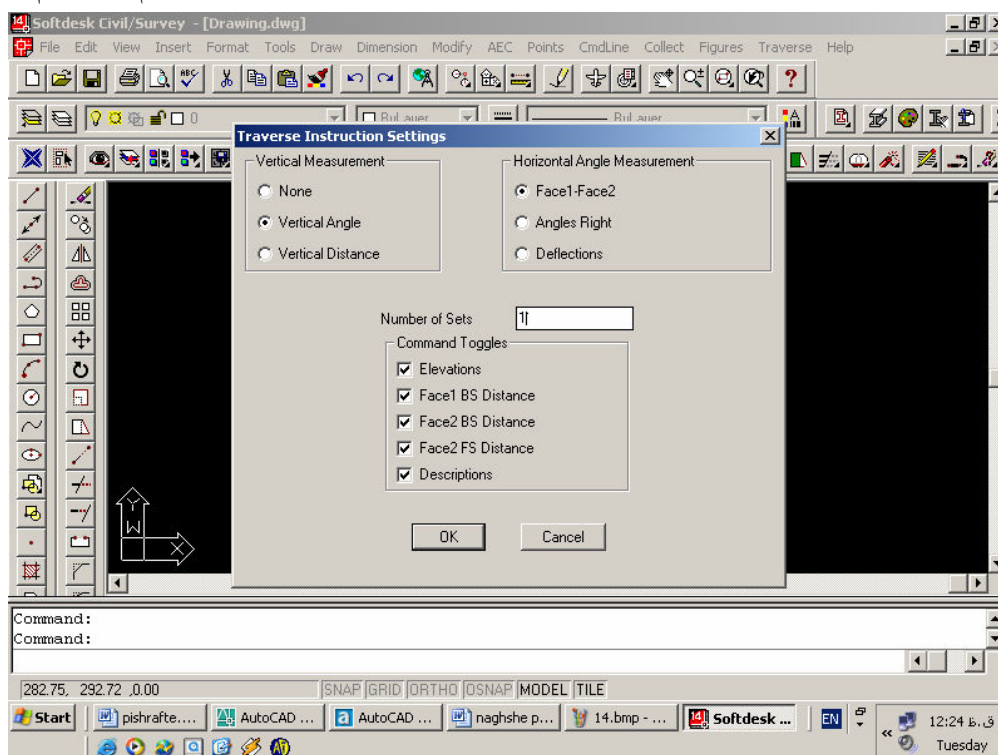 Softdesk Civil/Survey - [Drawing.dwg]
File Edit View Insert Format Tools Draw Dimension Modify AEC Points CmdLine Collect Figures Traverse Help
0
Traverse Instruction Settings
Vertical Measurement
None
Vertical Angle
Vertical Distance
Horizontal Angle Measurement
Face1-Face2
Angles Right
Deflections
Number of Sets 1
Command Toggles
Elevations
Face1 BS Distance
Face2 BS Distance
Face2 FS Distance
Descriptions
OK Cancel
Y
W
X
Command:
Command:
282.75, 292.72 ,0.00 SNAP GRID ORTHO OSNAP MODEL TILE
Start pishrafte.... AutoCAD ... AutoCAD ... naghshe p... 14.bmp - ... Softdesk ... EN 12:24 ق.ظ
Tuesday